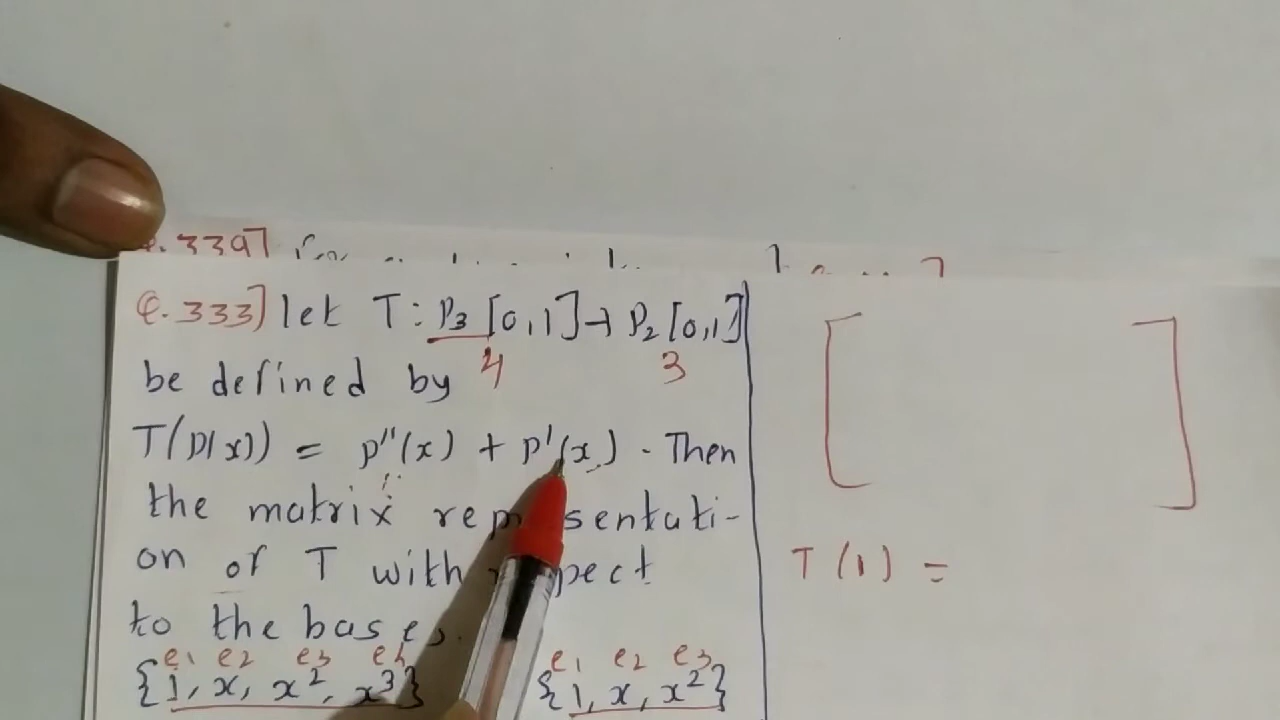 Q.339]
Q.333] let T: P3 [0,1] → P2 [0,1]
4 3
be defined by
T(p(x)) = p''(x) + p'(x). Then
the matrix
on of T with
to the bases.
e1 e2 e3 e4 e1 e2 e3
{1, x, x², x³} {1, x, x²}
T(1) =